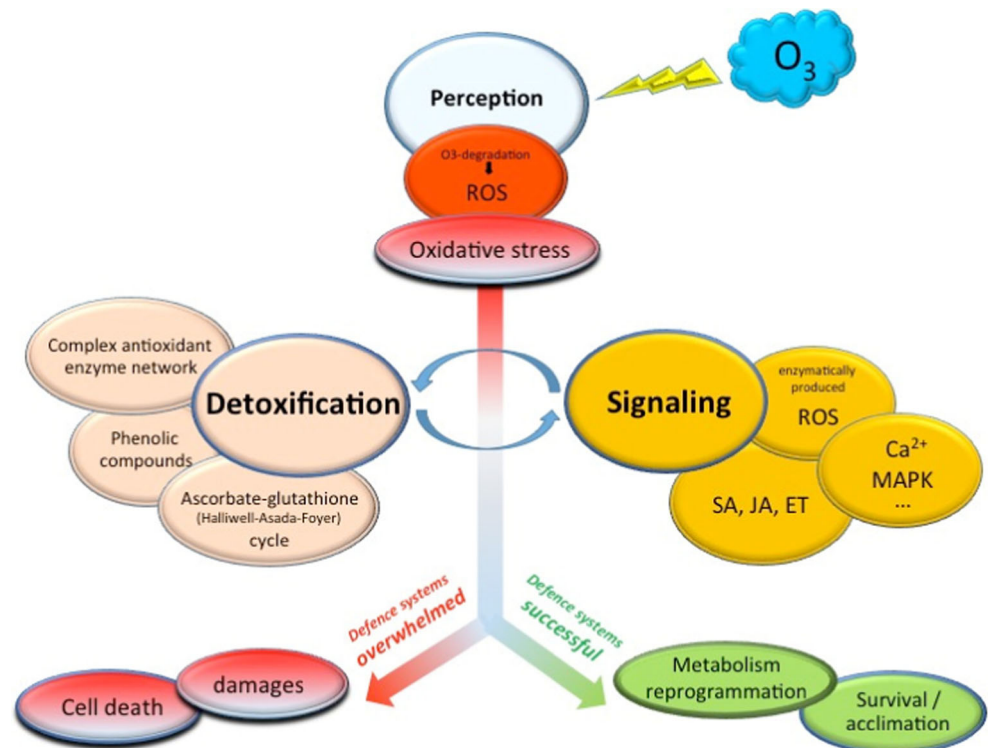 O₃
Perception
O3-degradation
ROS
Oxidative stress
Complex antioxidant
enzyme network
Phenolic
compounds
Detoxification
Ascorbate-glutathione
(Halliwell-Asada-Foyer)
cycle
Signaling
enzymatically
produced
ROS
Ca²⁺
MAPK
...
SA, JA, ET
Defence systems
overwhelmed
Defence systems
successful
Cell death
damages
Metabolism
reprogrammation
Survival /
acclimation